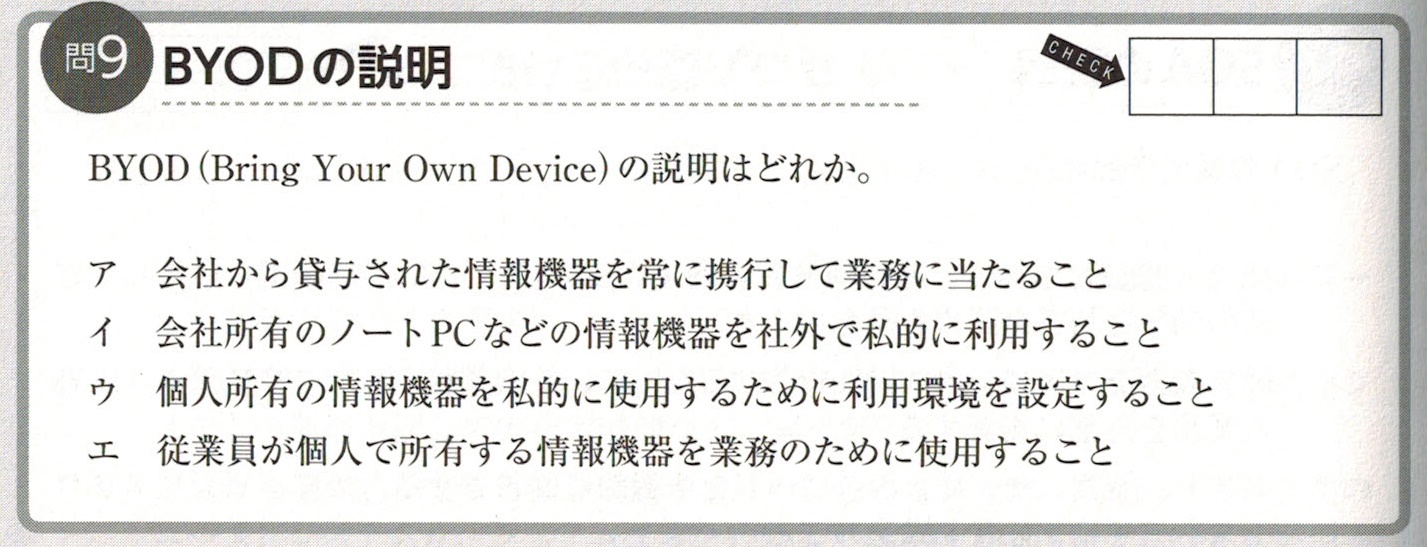 問9 BYODの説明
CHECK
BYOD(Bring Your Own Device)の説明はどれか。
ア 会社から貸与された情報機器を常に携行して業務に当たること
イ 会社所有のノートPCなどの情報機器を社外で私的に利用すること
ウ 個人所有の情報機器を私的に使用するために利用環境を設定すること
エ 従業員が個人で所有する情報機器を業務のために使用すること